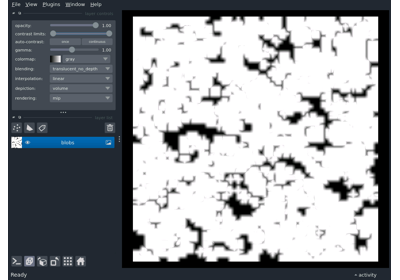 File View Plugins Window Help
opacity: 1.00
contrast limits:
auto-contrast: once continuous
gamma: 1.00
colormap: gray
blending: translucent_no_depth
interpolation: linear
depiction: volume
rendering: mip
blobs
Ready
activity